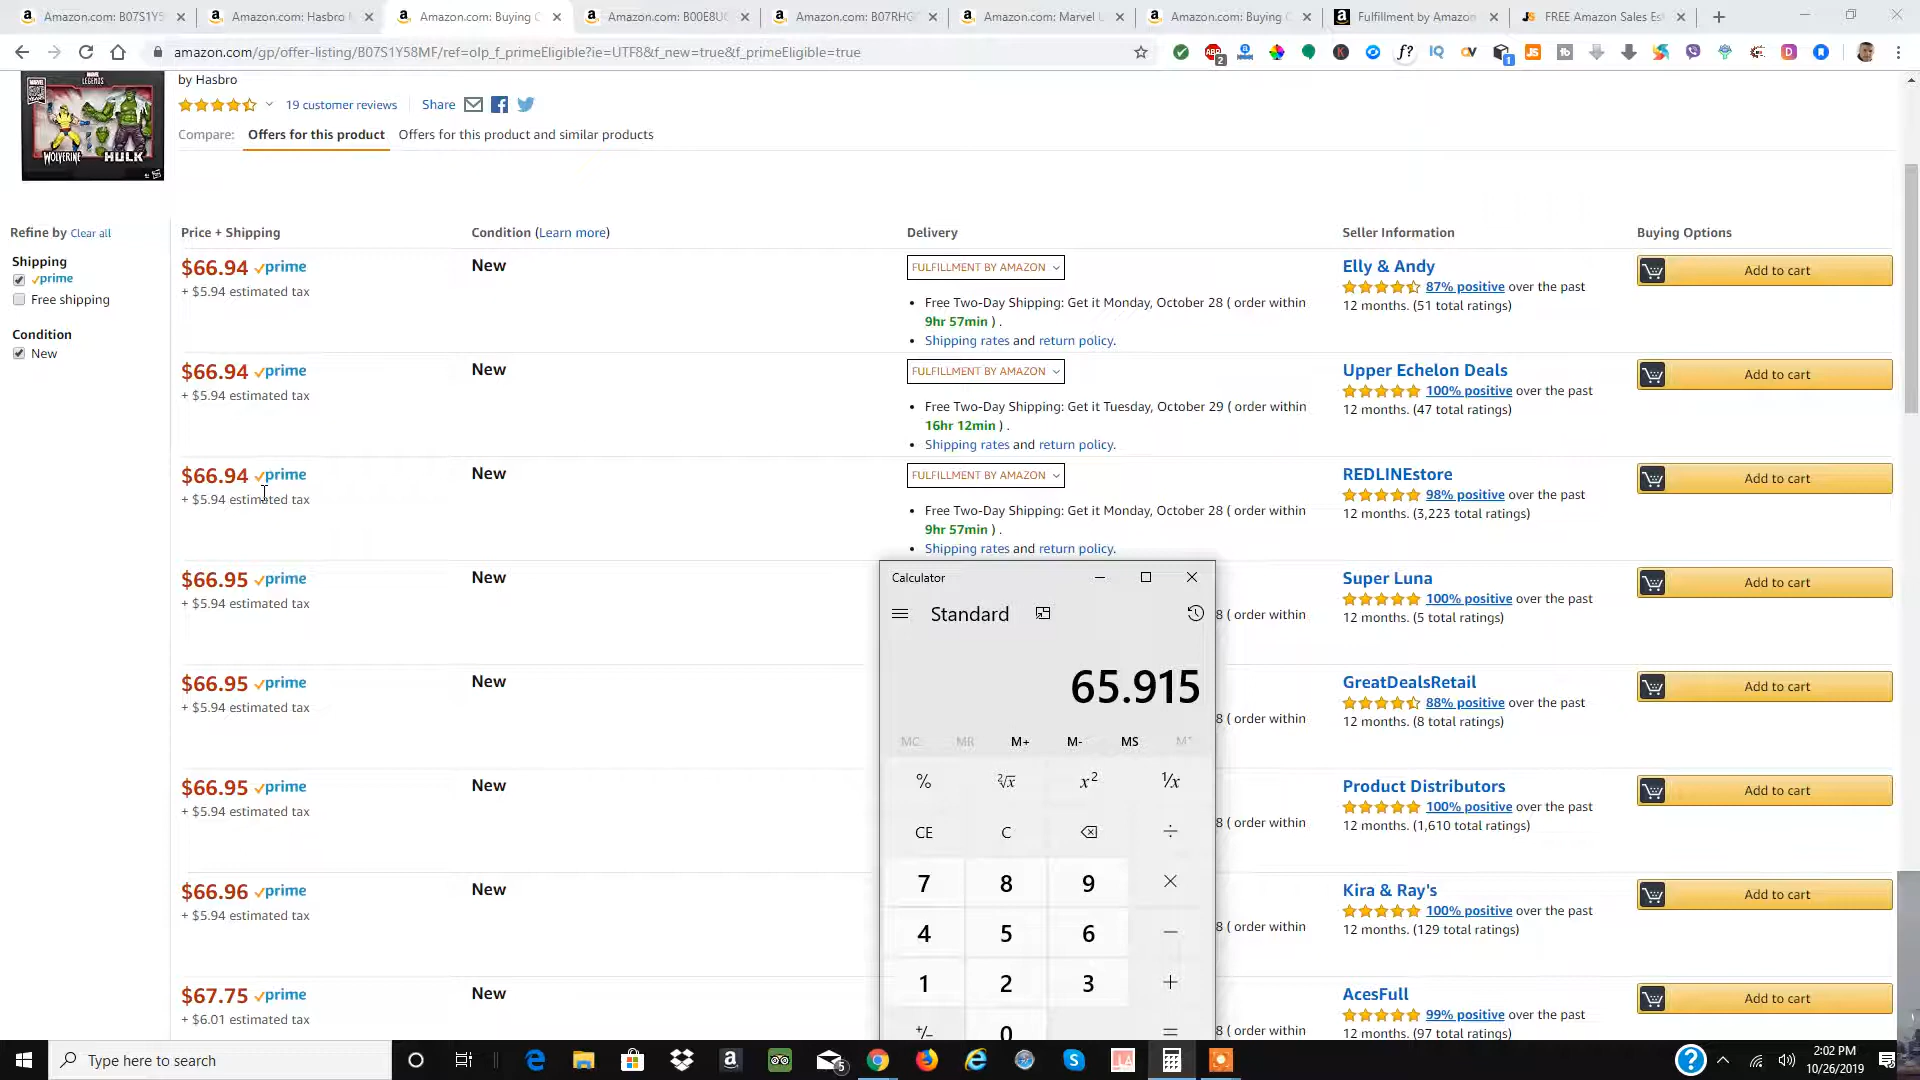 Amazon.com: B07S1Y5
Amazon.com: Hasbro
Amazon.com: Buying
Amazon.com: B00E8U
Amazon.com: B07RHG
Amazon.com: Marvel
Amazon.com: Buying
Fulfillment by Amazon
FREE Amazon Sales Es
amazon.com/gp/offer-listing/B07S1Y58MF/ref=olp_f_primeEligible?ie=UTF8&f_new=true&f_primeEligible=true
MARVEL
LEGENDS
WOLVERINE HULK
by Hasbro
19 customer reviews
Share
Compare: Offers for this product Offers for this product and similar products
Refine by Clear all
Shipping
prime
Free shipping
Condition
New
Price + Shipping Condition (Learn more) Delivery Seller Information Buying Options
$66.94 prime
+ $5.94 estimated tax
New
FULFILLMENT BY AMAZON
Free Two-Day Shipping: Get it Monday, October 28 ( order within
9hr 57min ) .
Shipping rates and return policy.
Elly & Andy
87% positive over the past
12 months. (51 total ratings)
Add to cart
$66.94 prime
+ $5.94 estimated tax
New
FULFILLMENT BY AMAZON
Free Two-Day Shipping: Get it Tuesday, October 29 ( order within
16hr 12min ) .
Shipping rates and return policy.
Upper Echelon Deals
100% positive over the past
12 months. (47 total ratings)
Add to cart
$66.94 prime
+ $5.94 estimated tax
New
FULFILLMENT BY AMAZON
Free Two-Day Shipping: Get it Monday, October 28 ( order within
9hr 57min ) .
Shipping rates and return policy.
REDLINEstore
98% positive over the past
12 months. (3,223 total ratings)
Add to cart
$66.95 prime
+ $5.94 estimated tax
New
8 ( order within
Super Luna
100% positive over the past
12 months. (5 total ratings)
Add to cart
$66.95 prime
+ $5.94 estimated tax
New
8 ( order within
GreatDealsRetail
88% positive over the past
12 months. (8 total ratings)
Add to cart
$66.95 prime
+ $5.94 estimated tax
New
8 ( order within
Product Distributors
100% positive over the past
12 months. (1,610 total ratings)
Add to cart
$66.96 prime
+ $5.94 estimated tax
New
8 ( order within
Kira & Ray's
100% positive over the past
12 months. (129 total ratings)
Add to cart
$67.75 prime
+ $6.01 estimated tax
New
8 ( order within
AcesFull
99% positive over the past
12 months. (97 total ratings)
Add to cart
Calculator
Standard
65.915
MC MR M+ M- MS M
% ²√x x² ¹/x
CE C ÷
7 8 9 ×
4 5 6 −
1 2 3 +
+/− 0 =
Type here to search
2:02 PM
10/26/2019